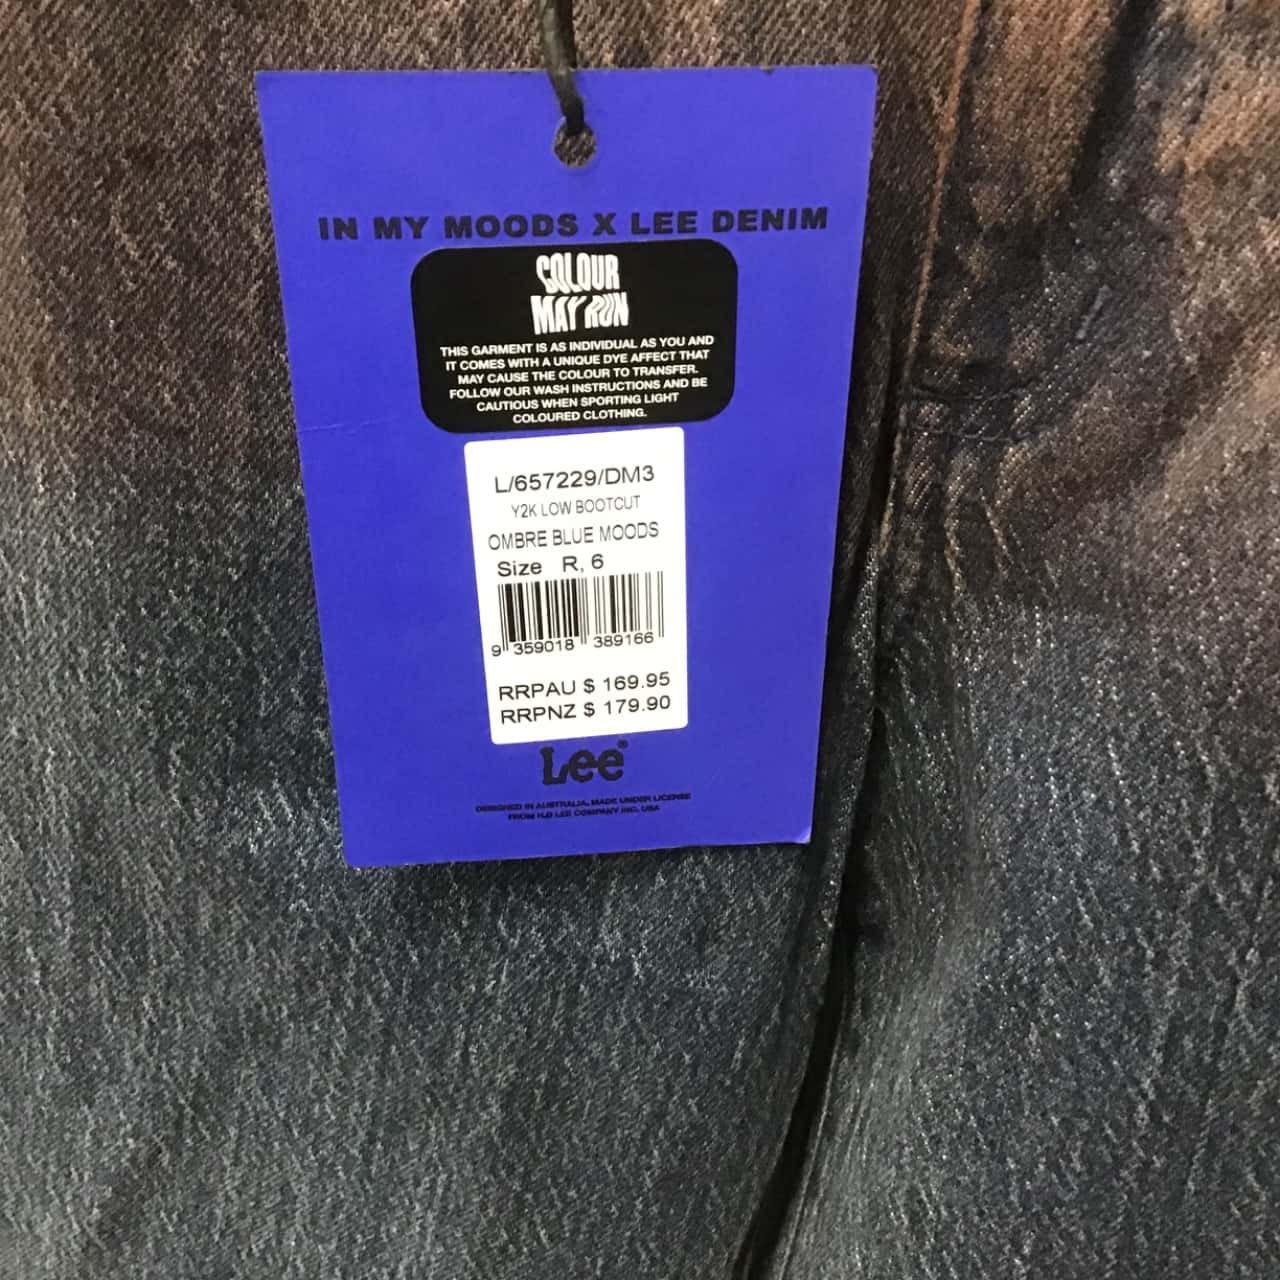 IN MY MOODS X LEE DENIM
COLOUR
MAY RUN
THIS GARMENT IS AS INDIVIDUAL AS YOU AND
IT COMES WITH A UNIQUE DYE AFFECT THAT
MAY CAUSE THE COLOUR TO TRANSFER.
FOLLOW OUR WASH INSTRUCTIONS AND BE
CAUTIOUS WHEN SPORTING LIGHT
COLOURED CLOTHING.
L/657229/DM3
Y2K LOW BOOTCUT
OMBRE BLUE MOODS
Size R, 6
9 359018 389166
RRPAU $ 169.95
RRPNZ $ 179.90
Lee®
DESIGNED IN AUSTRALIA, MADE UNDER LICENSE
FROM H.D LEE COMPANY INC, USA